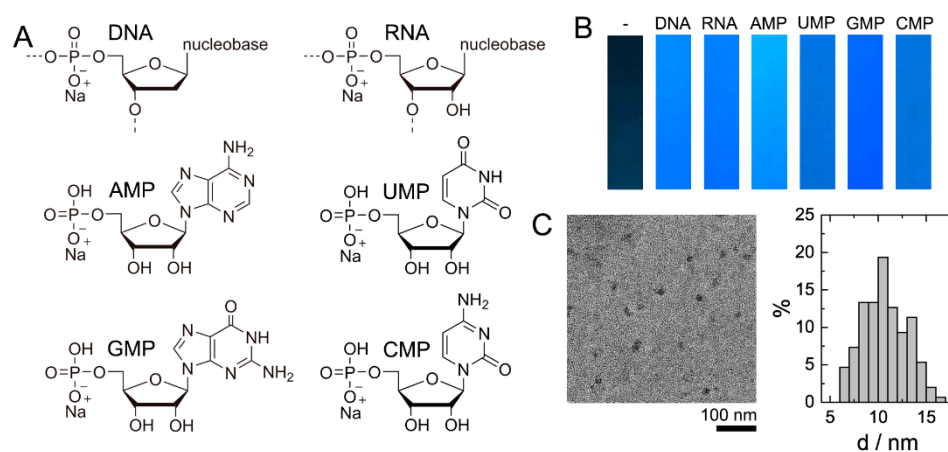 A
DNA
RNA
O
P
O
O
Na
O
nucleobase
O
P
O
O
Na
O
OH
nucleobase
AMP
NH2
N
N
N
N
OH
O=P
O
O
Na
O
OH OH
UMP
O
NH
N
O
OH
O=P
O
O
Na
O
OH OH
GMP
O
N
NH
N
N
NH2
OH
O=P
O
O
Na
O
OH OH
CMP
NH2
N
N
O
OH
O=P
O
O
Na
O
OH OH
B
- DNA RNA AMP UMP GMP CMP
C
100 nm
25
20
15
10
5
0
%
5 10 15
d / nm